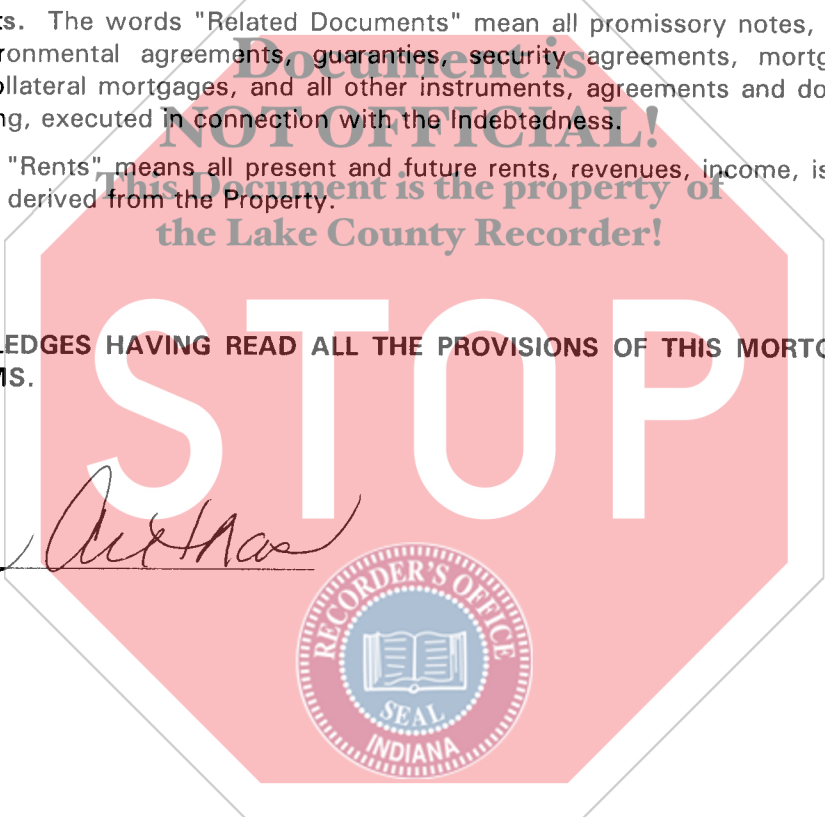 ts. The words "Related Documents" mean all promissory notes,
ronmental agreements, guaranties, security agreements, mortg
ollateral mortgages, and all other instruments, agreements and do
ng, executed in connection with the Indebtedness.
Document is
NOT OFFICIAL!
"Rents" means all present and future rents, revenues, income, is
derived from the Property.
This Document is the property of
the Lake County Recorder!
LEDGES HAVING READ ALL THE PROVISIONS OF THIS MORTG
MS.
STOP
RECORDER'S OFFICE
SEAL
INDIANA